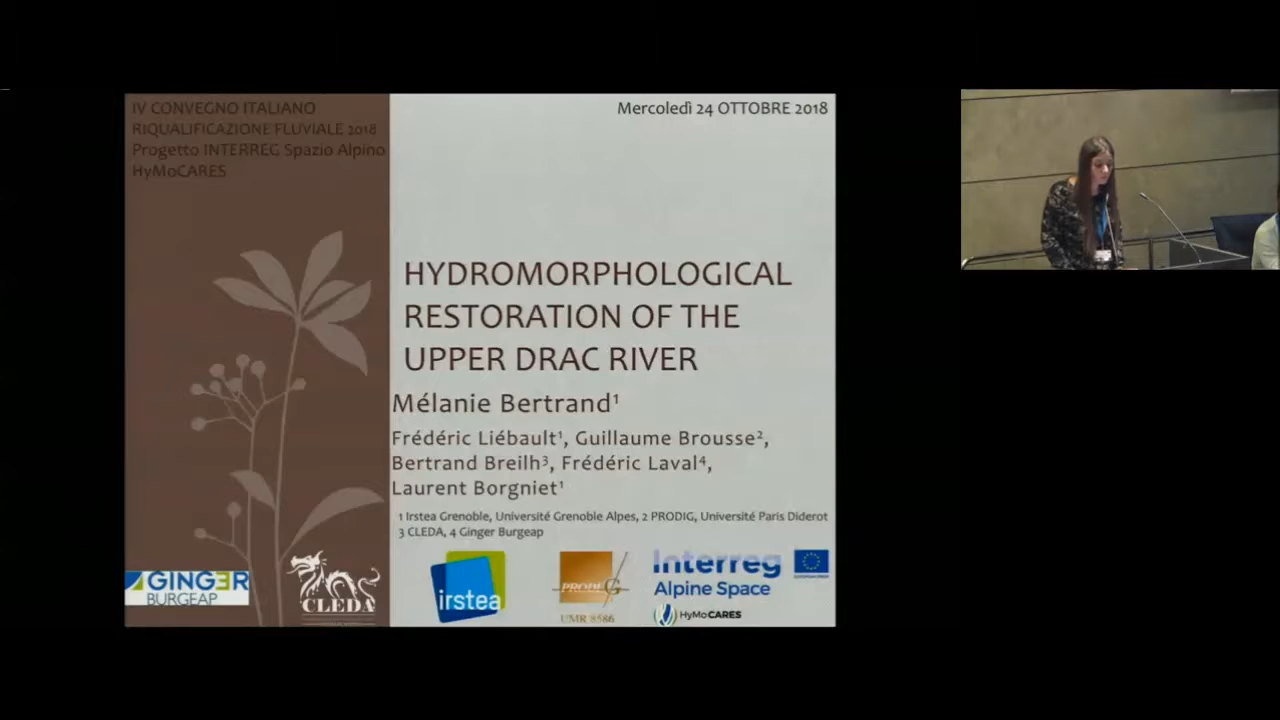 IV CONVEGNO ITALIANO
RIQUALIFICAZIONE FLUVIALE 2018
Progetto INTERREG Spazio Alpino
HyMoCARES
Mercoledì 24 OTTOBRE 2018
HYDROMORPHOLOGICAL
RESTORATION OF THE
UPPER DRAC RIVER
Mélanie Bertrand¹
Frédéric Liébault¹, Guillaume Brousse²,
Bertrand Breilh³, Frédéric Laval⁴,
Laurent Borgniet¹
1 Irstea Grenoble, Université Grenoble Alpes, 2 PRODIG, Université Paris Diderot
3 CLEDA, 4 Ginger Burgeap
GINGER
BURGEAP
CLEDA
irstea
PRODIG
UMR 8586
Interreg
Alpine Space
EUROPEAN UNION
HyMoCARES